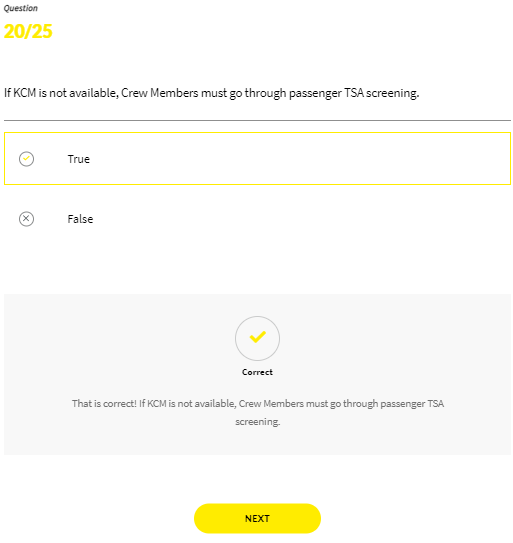 Question
20/25
If KCM is not available, Crew Members must go through passenger TSA screening.
True
False
Correct
That is correct! If KCM is not available, Crew Members must go through passenger TSA
screening.
NEXT